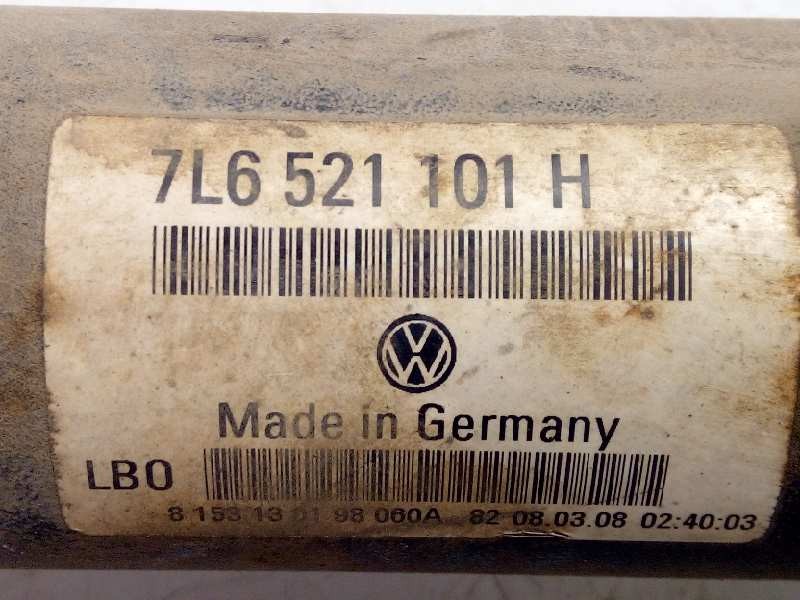 7L6 521 101 H
Made in Germany
LBO
8 153 13 01 98 060A 82 08.03.08 02:40:03